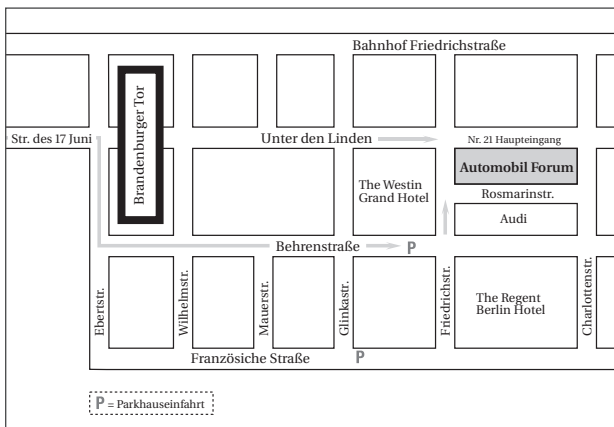 Bahnhof Friedrichstraße
Brandenburger Tor
Str. des 17 Juni
Unter den Linden
Nr. 21 Haupteingang
Automobil Forum
The Westin
Grand Hotel
Rosmarinstr.
Audi
Behrenstraße
P
Ebertstr.
Wilhelmstr.
Mauerstr.
Glinkastr.
Friedrichstr.
The Regent
Berlin Hotel
Charlottenstr.
Französiche Straße
P
P = Parkhauseinfahrt